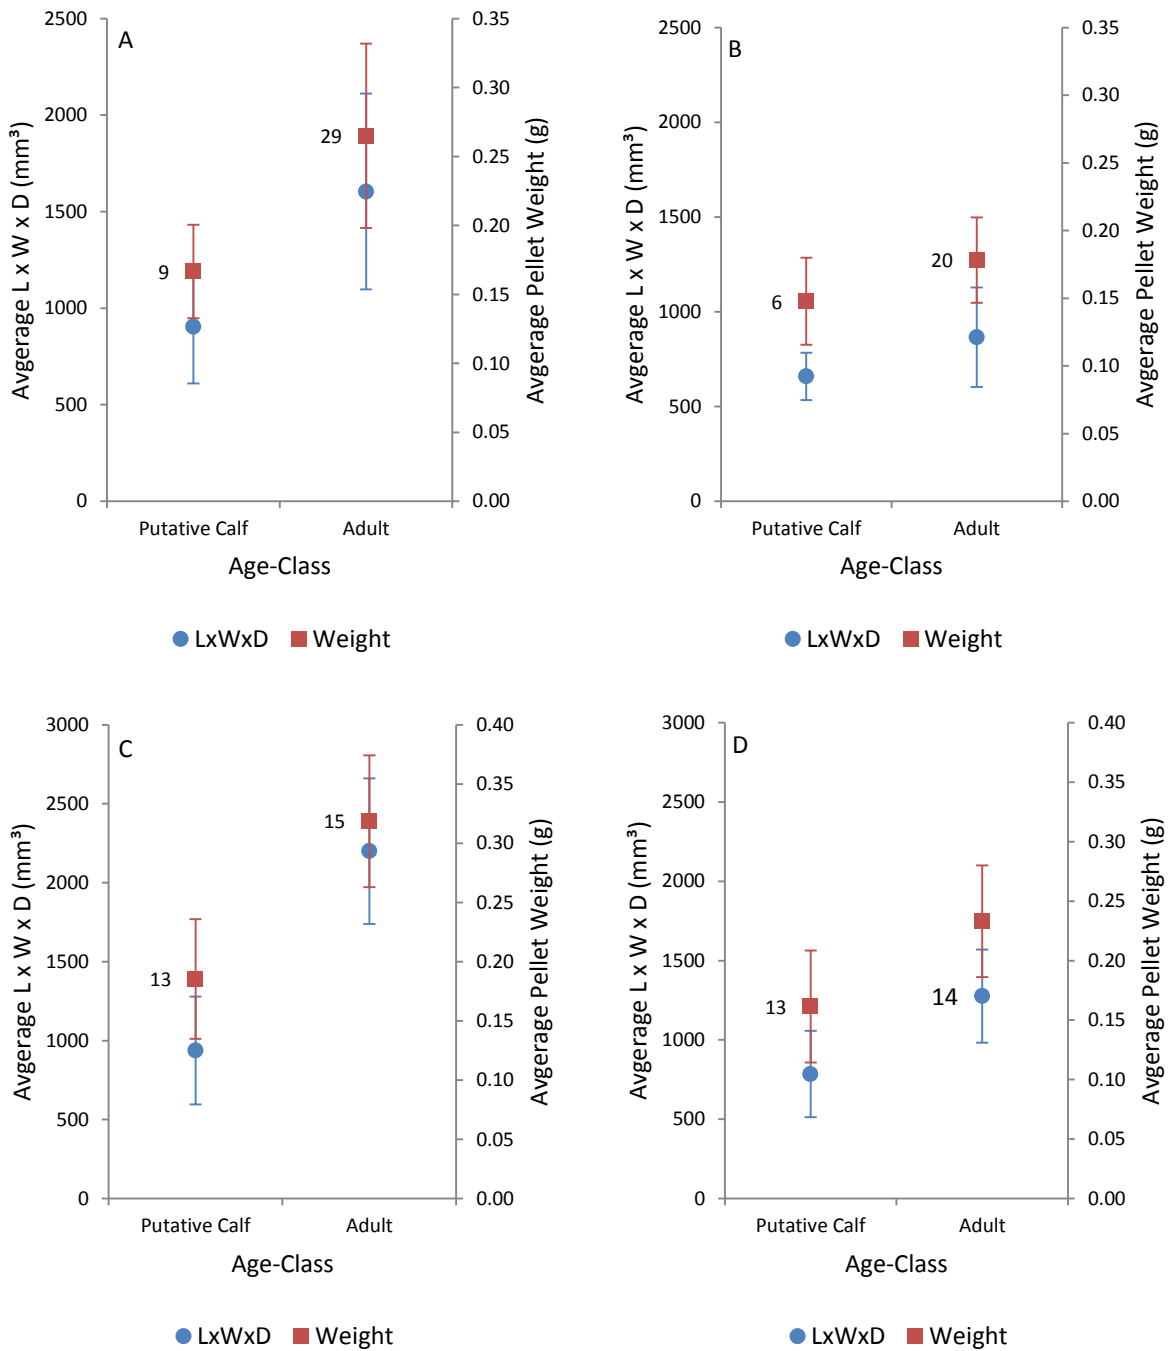 A
2500
2000
1500
1000
500
0
Avgerage L x W x D (mm³)
0.35
0.30
0.25
0.20
0.15
0.10
0.05
0.00
Avgerage Pellet Weight (g)
9
29
Putative Calf Adult
Age-Class
LxWxD Weight
B
2500
2000
1500
1000
500
0
Avgerage L x W x D (mm³)
0.35
0.30
0.25
0.20
0.15
0.10
0.05
0.00
Avgerage Pellet Weight (g)
6
20
Putative Calf Adult
Age-Class
LxWxD Weight
C
3000
2500
2000
1500
1000
500
0
Avgerage L x W x D (mm³)
0.40
0.35
0.30
0.25
0.20
0.15
0.10
0.05
0.00
Avgerage Pellet Weight (g)
13
15
Putative Calf Adult
Age-Class
LxWxD Weight
D
3000
2500
2000
1500
1000
500
0
Avgerage L x W x D (mm³)
0.40
0.35
0.30
0.25
0.20
0.15
0.10
0.05
0.00
Avgerage Pellet Weight (g)
13
14
Putative Calf Adult
Age-Class
LxWxD Weight